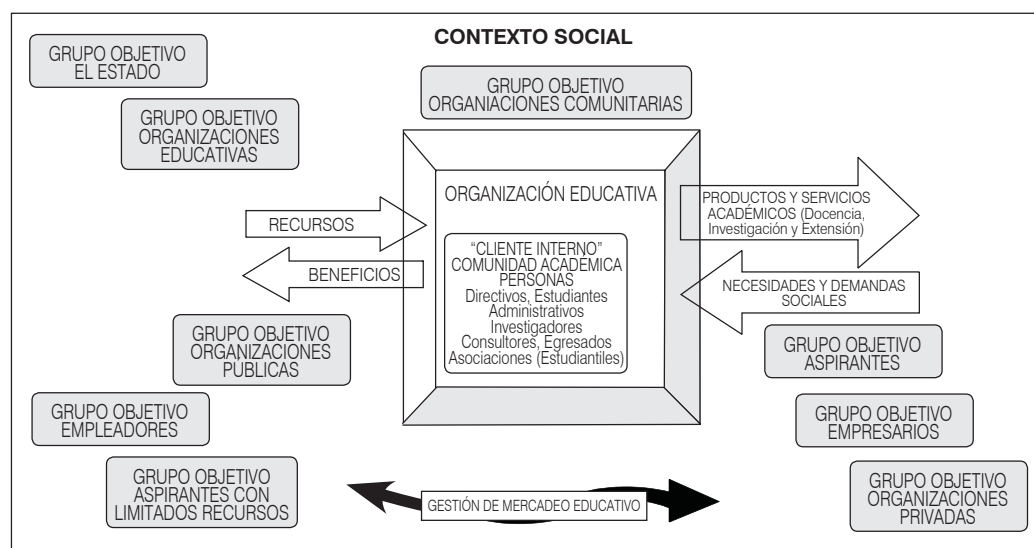 CONTEXTO SOCIAL
GRUPO OBJETIVO
EL ESTADO
GRUPO OBJETIVO
ORGANIACIONES COMUNITARIAS
GRUPO OBJETIVO
ORGANIZACIONES
EDUCATIVAS
ORGANIZACIÓN EDUCATIVA
PRODUCTOS Y SERVICIOS
ACADÉMICOS (Docencia,
Investigación y Extensión)
RECURSOS
BENEFICIOS
“CLIENTE INTERNO”
COMUNIDAD ACADÉMICA
PERSONAS
Directivos, Estudiantes
Administrativos
Investigadores
Consultores, Egresados
Asociaciones (Estudiantiles)
NECESIDADES Y DEMANDAS
SOCIALES
GRUPO OBJETIVO
ORGANIZACIONES
PÚBLICAS
GRUPO OBJETIVO
ASPIRANTES
GRUPO OBJETIVO
EMPLEADORES
GRUPO OBJETIVO
EMPRESARIOS
GRUPO OBJETIVO
ASPIRANTES CON
LIMITADOS RECURSOS
GESTIÓN DE MERCADEO EDUCATIVO
GRUPO OBJETIVO
ORGANIZACIONES
PRIVADAS